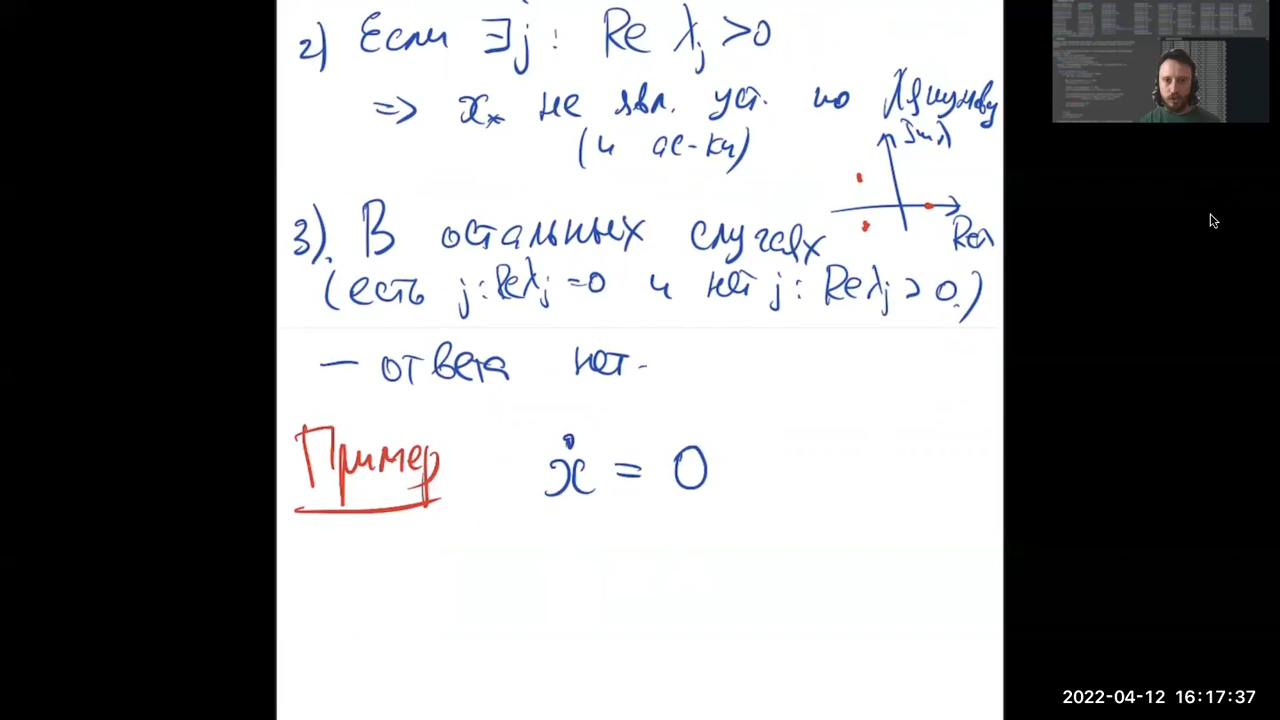 2) Если ∃j : Re λⱼ >0
⇒ x* не явл. уст. по Ляпунову
(и ас-ки)
Im λ
Re λ
3). В остальных случаях
(есть j : Re λⱼ =0 и нет j : Re λⱼ > 0.)
— ответа нет.
Пример ẋ = 0
2022-04-12 16:17:37